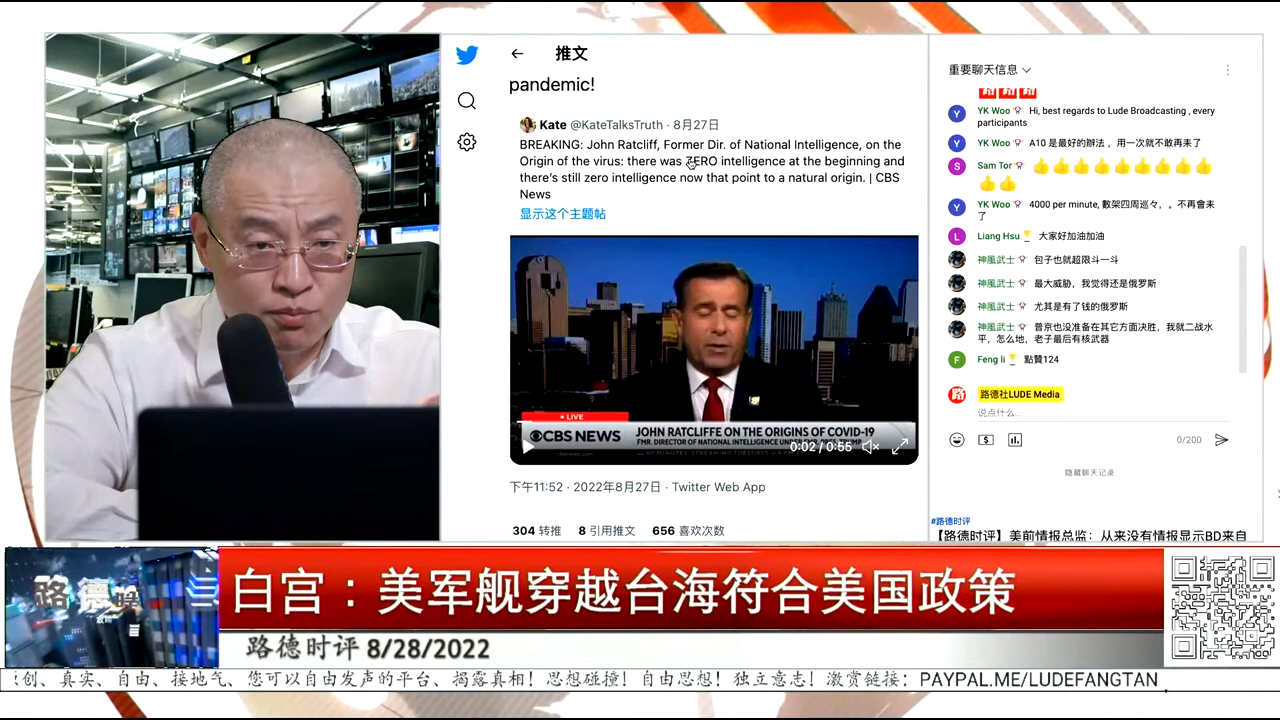 推文
pandemic!
Kate @KateTalksTruth · 8月27日
BREAKING: John Ratcliff, Former Dir. of National Intelligence, on the
Origin of the virus: there was ZERO intelligence at the beginning and
there's still zero intelligence now that point to a natural origin. | CBS
News
显示这个主题帖
LIVE
CBS NEWS
JOHN RATCLIFFE ON THE ORIGINS OF COVID-19
0:02 / 0:55
下午11:52 · 2022年8月27日 · Twitter Web App
304 转推 8 引用推文 656 喜欢次数
重要聊天信息
YK Woo Hi, best regards to Lude Broadcasting , every
participants
YK Woo A10 是最好的辦法 ，用一次就不敢再来了
Sam Tor
YK Woo 4000 per minute, 數架四周巡々，。不再會未
了
Liang Hsu 大家好加油加油
神風武士 包子也就超限斗一斗
神風武士 最大威胁，我觉得还是俄罗斯
神風武士 尤其是有了钱的俄罗斯
神風武士 普京也没准备在其它方面决胜，我就二战水
平，怎么地，老子最后有核武器
Feng li 點贊124
路德社LUDE Media
说点什么...
0/200
隐藏聊天记录
#路德时评
【路德时评】美前情报总监：从来没有情报显示BD来自
白宫：美军舰穿越台海符合美国政策
路德时评 8/28/2022
创、真实、自由、接地气、您可以自由发声的平台、揭露真相！思想碰撞！自由思想！独立意志！激赏链接：PAYPAL.ME/LUDEFANGTAN